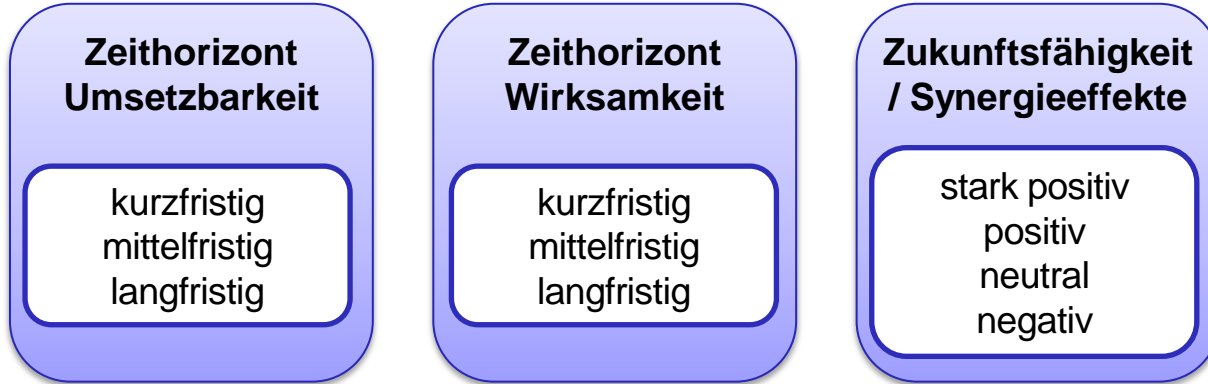 Zeithorizont
Umsetzbarkeit
kurzfristig
mittelfristig
langfristig
Zeithorizont
Wirksamkeit
kurzfristig
mittelfristig
langfristig
Zukunftsfähigkeit
/ Synergieeffekte
stark positiv
positiv
neutral
negativ